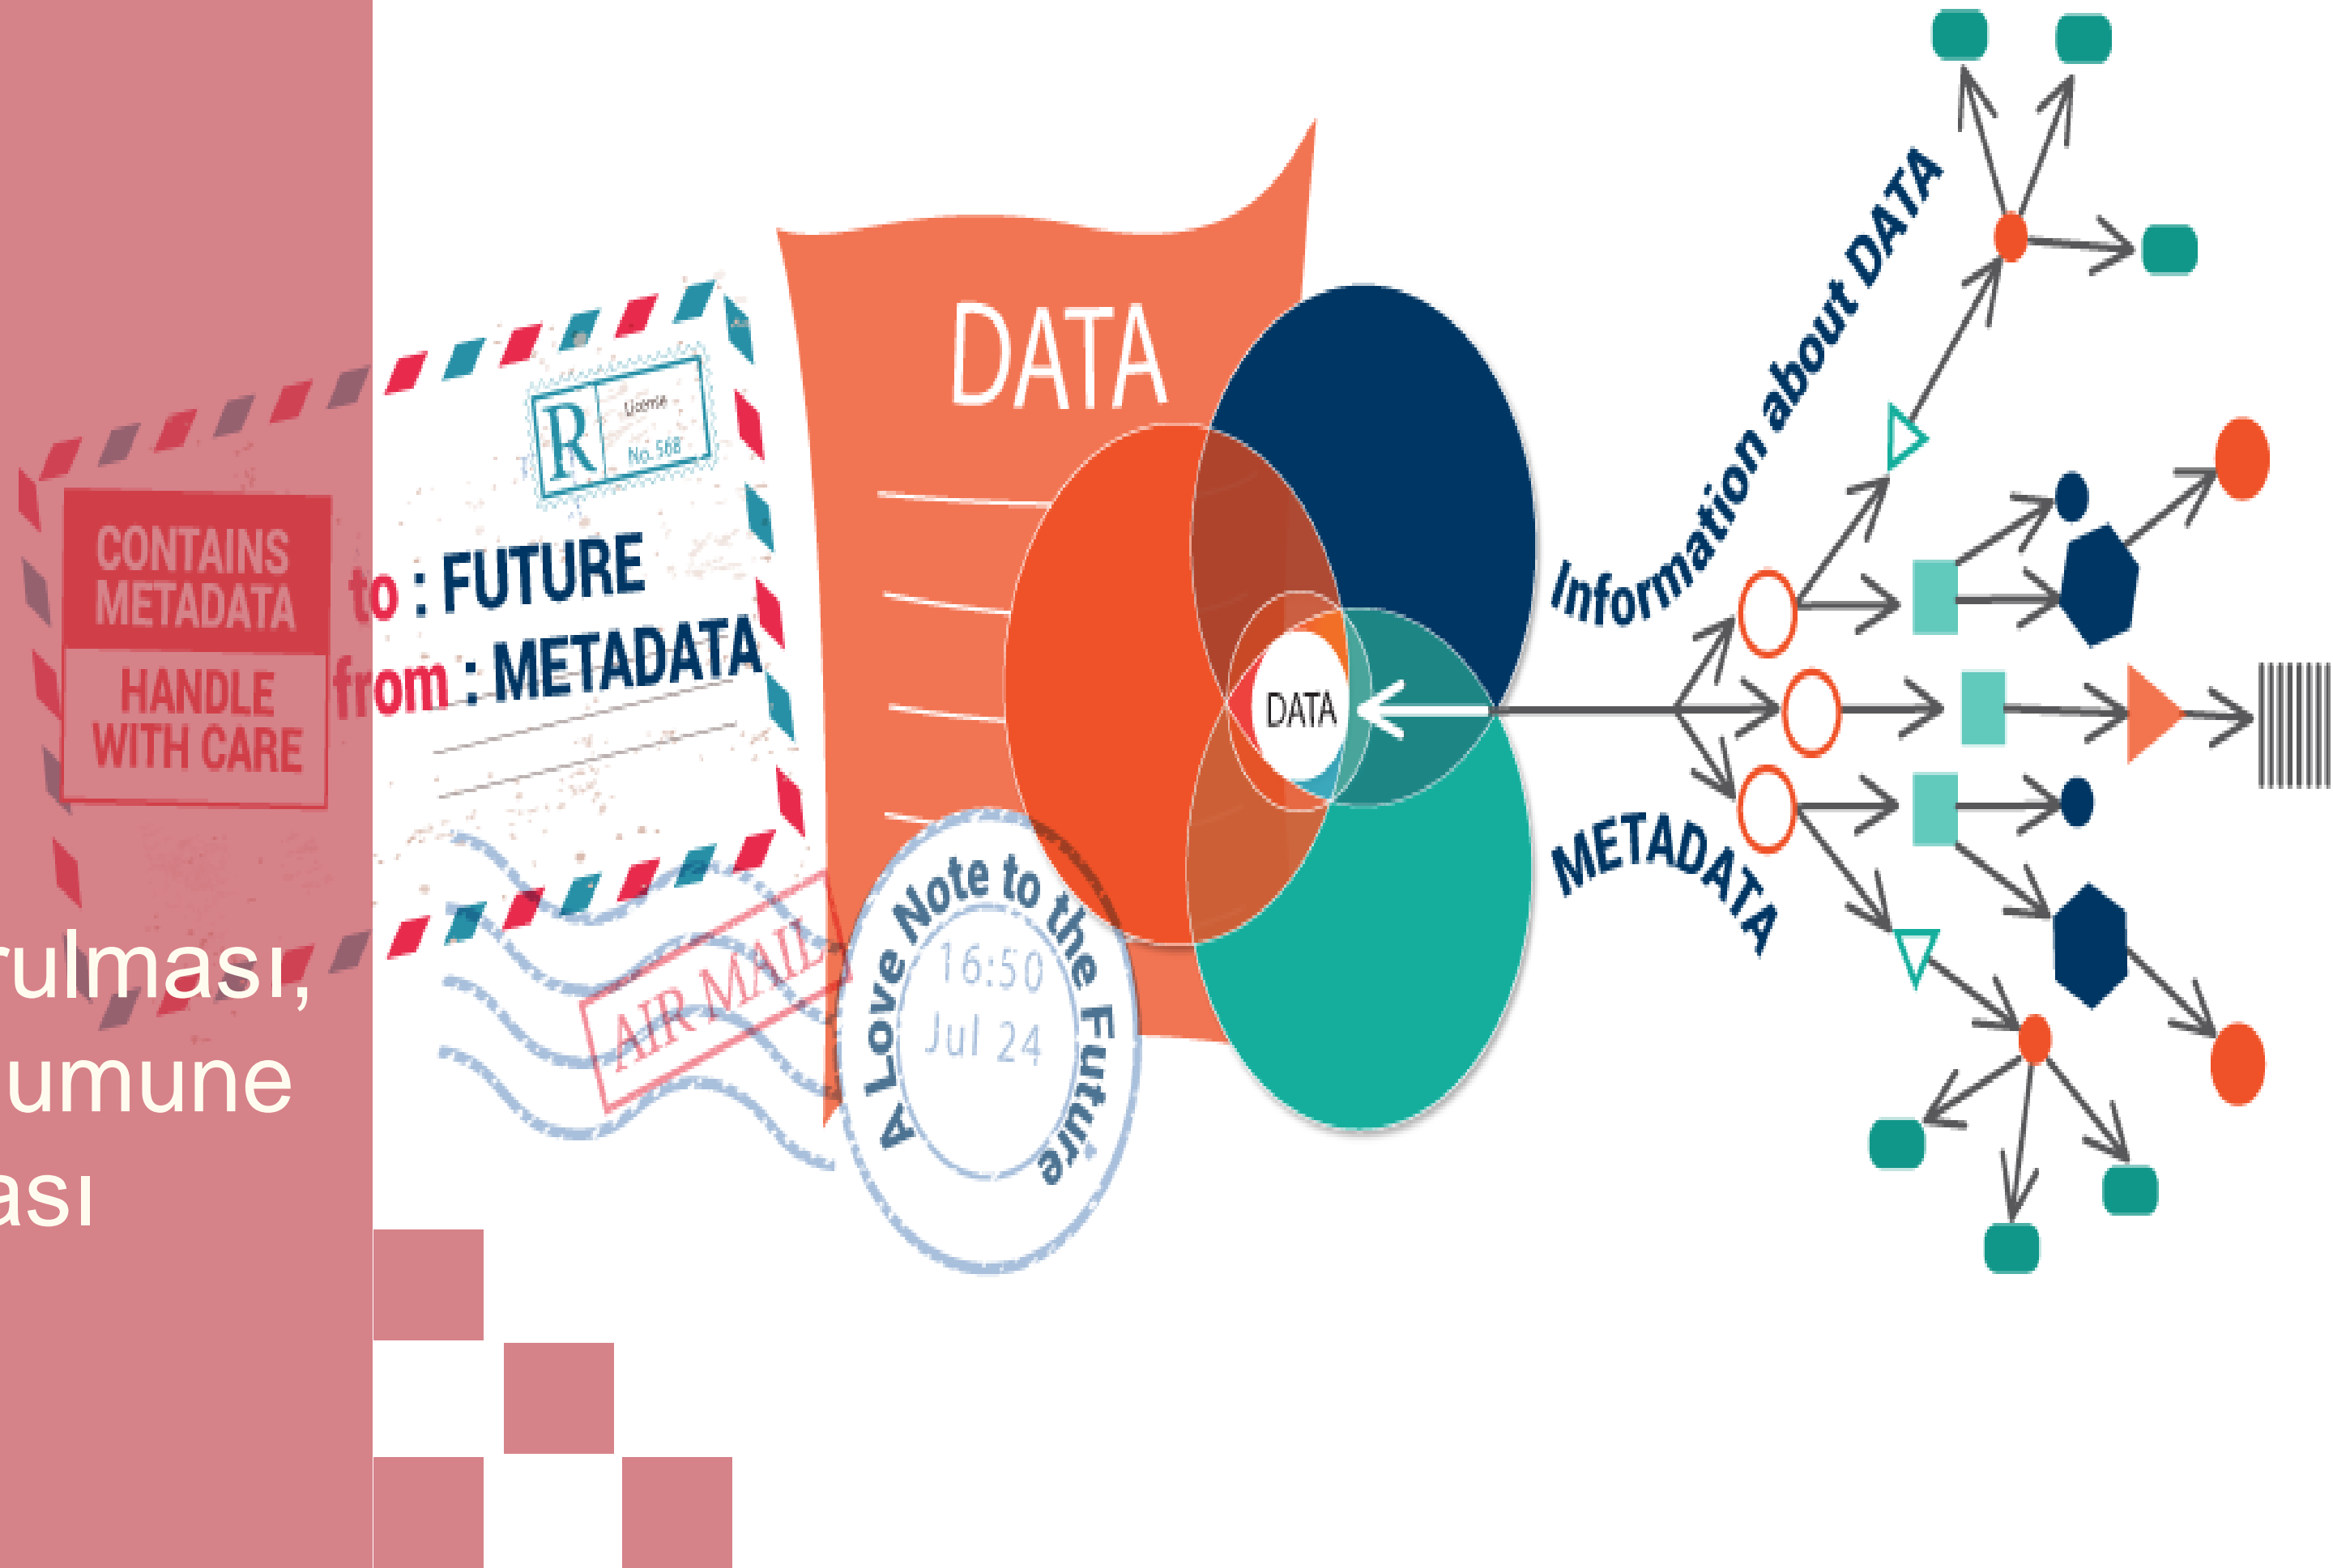 CONTAINS
METADATA
HANDLE
WITH CARE
R
License
No. 568
to : FUTURE
from : METADATA
AIR MAIL
DATA
A Love Note to the Future
16:50
Jul 24
DATA
Information about DATA
METADATA
rulması,
umune
ası